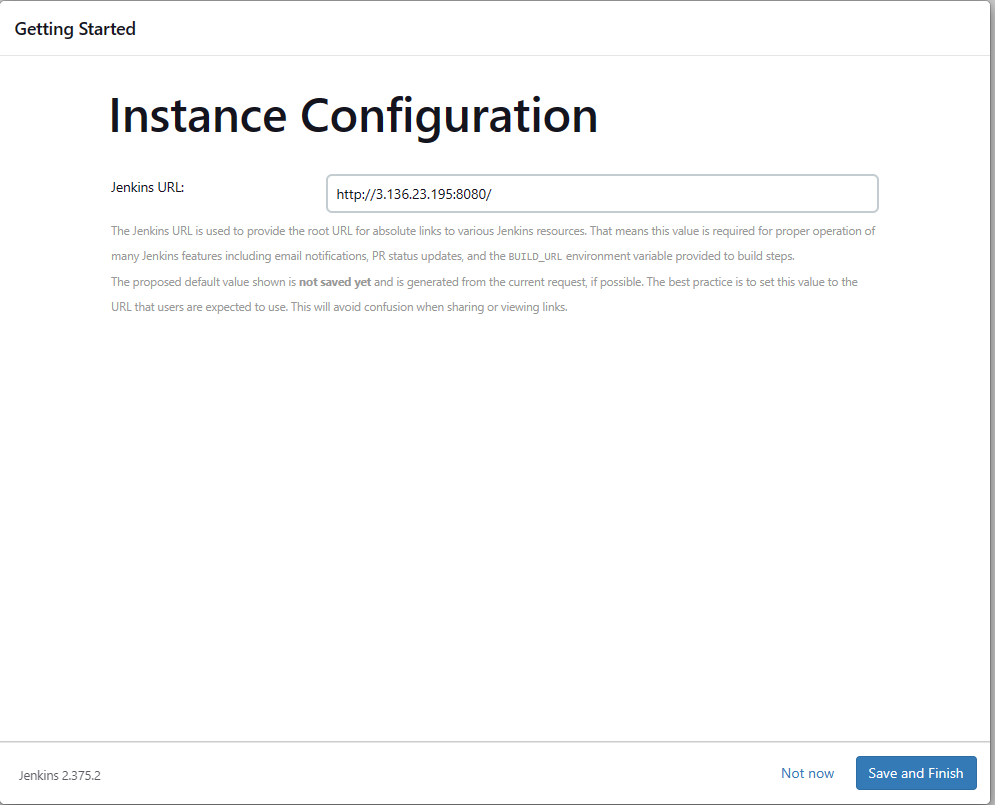 Getting Started
Instance Configuration
Jenkins URL:
http://3.136.23.195:8080/
The Jenkins URL is used to provide the root URL for absolute links to various Jenkins resources. That means this value is required for proper operation of
many Jenkins features including email notifications, PR status updates, and the BUILD_URL environment variable provided to build steps.
The proposed default value shown is not saved yet and is generated from the current request, if possible. The best practice is to set this value to the
URL that users are expected to use. This will avoid confusion when sharing or viewing links.
Jenkins 2.375.2
Not now
Save and Finish